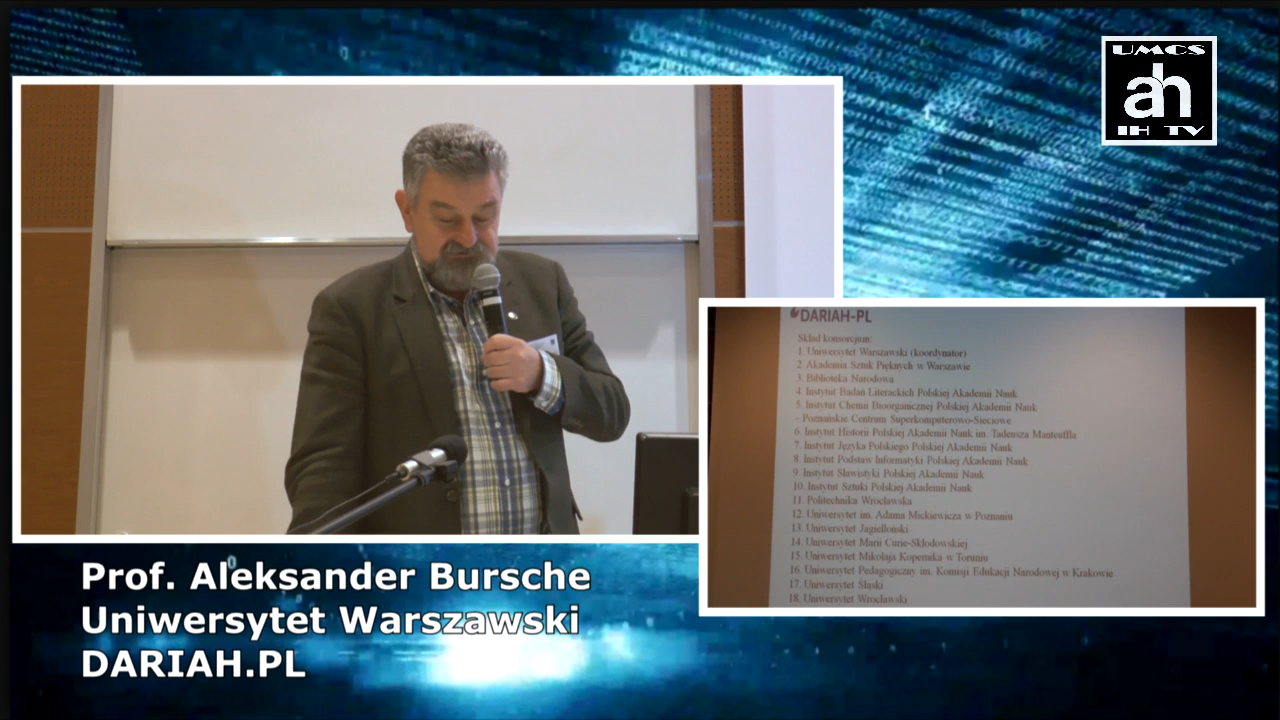 UMCS
ah
IH TV
DARIAH-PL
Skład konsorcjum:
1. Uniwersytet Warszawski (koordynator)
2. Akademia Sztuk Pięknych w Warszawie
3. Biblioteka Narodowa
4. Instytut Badań Literackich Polskiej Akademii Nauk
5. Instytut Chemii Bioorganicznej Polskiej Akademii Nauk
- Poznańskie Centrum Superkomputerowo-Sieciowe
6. Instytut Historii Polskiej Akademii Nauk im. Tadeusza Manteuffla
7. Instytut Języka Polskiego Polskiej Akademii Nauk
8. Instytut Podstaw Informatyki Polskiej Akademii Nauk
9. Instytut Slawistyki Polskiej Akademii Nauk
10. Instytut Sztuki Polskiej Akademii Nauk
11. Politechnika Wrocławska
12. Uniwersytet im. Adama Mickiewicza w Poznaniu
13. Uniwersytet Jagielloński
14. Uniwersytet Marii Curie-Skłodowskiej
15. Uniwersytet Mikołaja Kopernika w Toruniu
16. Uniwersytet Pedagogiczny im. Komisji Edukacji Narodowej w Krakowie
17. Uniwersytet Śląski
18. Uniwersytet Wrocławski
Prof. Aleksander Bursche
Uniwersytet Warszawski
DARIAH.PL